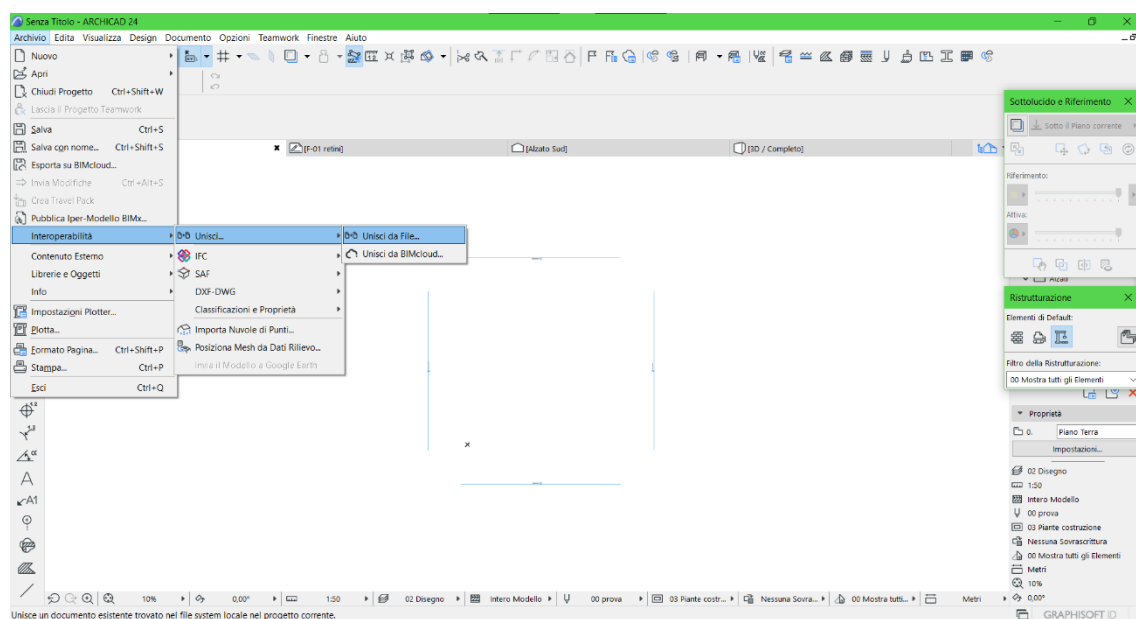 Senza Titolo - ARCHICAD 24
Archivio Edita Visualizza Design Documento Opzioni Teamwork Finestre Aiuto
Nuovo
Apri
Chiudi Progetto Ctrl+Shift+W
Lascia il Progetto Teamwork
Salva Ctrl+S
Salva con nome... Ctrl+Shift+S
Esporta su BIMcloud...
Invia Modifiche Ctrl+Alt+S
Crea Travel Pack
Pubblica Iper-Modello BIMx...
Interoperabilità
Contenuto Esterno
Librerie e Oggetti
Info
Impostazioni Plotter...
Plotta...
Formato Pagina... Ctrl+Shift+P
Stampa... Ctrl+P
Esci Ctrl+Q
Unisci...
IFC
SAF
DXF-DWG
Classificazioni e Proprietà
Importa Nuvole di Punti...
Posiziona Mesh da Dati Rilievo...
Invia il Modello a Google Earth
Unisci da File...
Unisci da BIMcloud...
[F-01 retini]
[Alzato Sud]
[3D / Completo]
Sottolucido e Riferimento
Sotto il Piano corrente
Riferimento:
Attiva:
Alzati
Ristrutturazione
Elementi di Default:
Filtro della Ristrutturazione:
00 Mostra tutti gli Elementi
Proprietà
0. Piano Terra
Impostazioni...
02 Disegno
1:50
Intero Modello
00 prova
03 Piante costruzione
Nessuna Sovrascrittura
00 Mostra tutti gli Elementi
Metri
10%
0,00°
A
A1
10% 0,00° 1:50 02 Disegno Intero Modello 00 prova 03 Piante costr... Nessuna Sovra... 00 Mostra tutti... Metri
Unisce un documento esistente trovato nel file system locale nel progetto corrente.
GRAPHISOFT ID